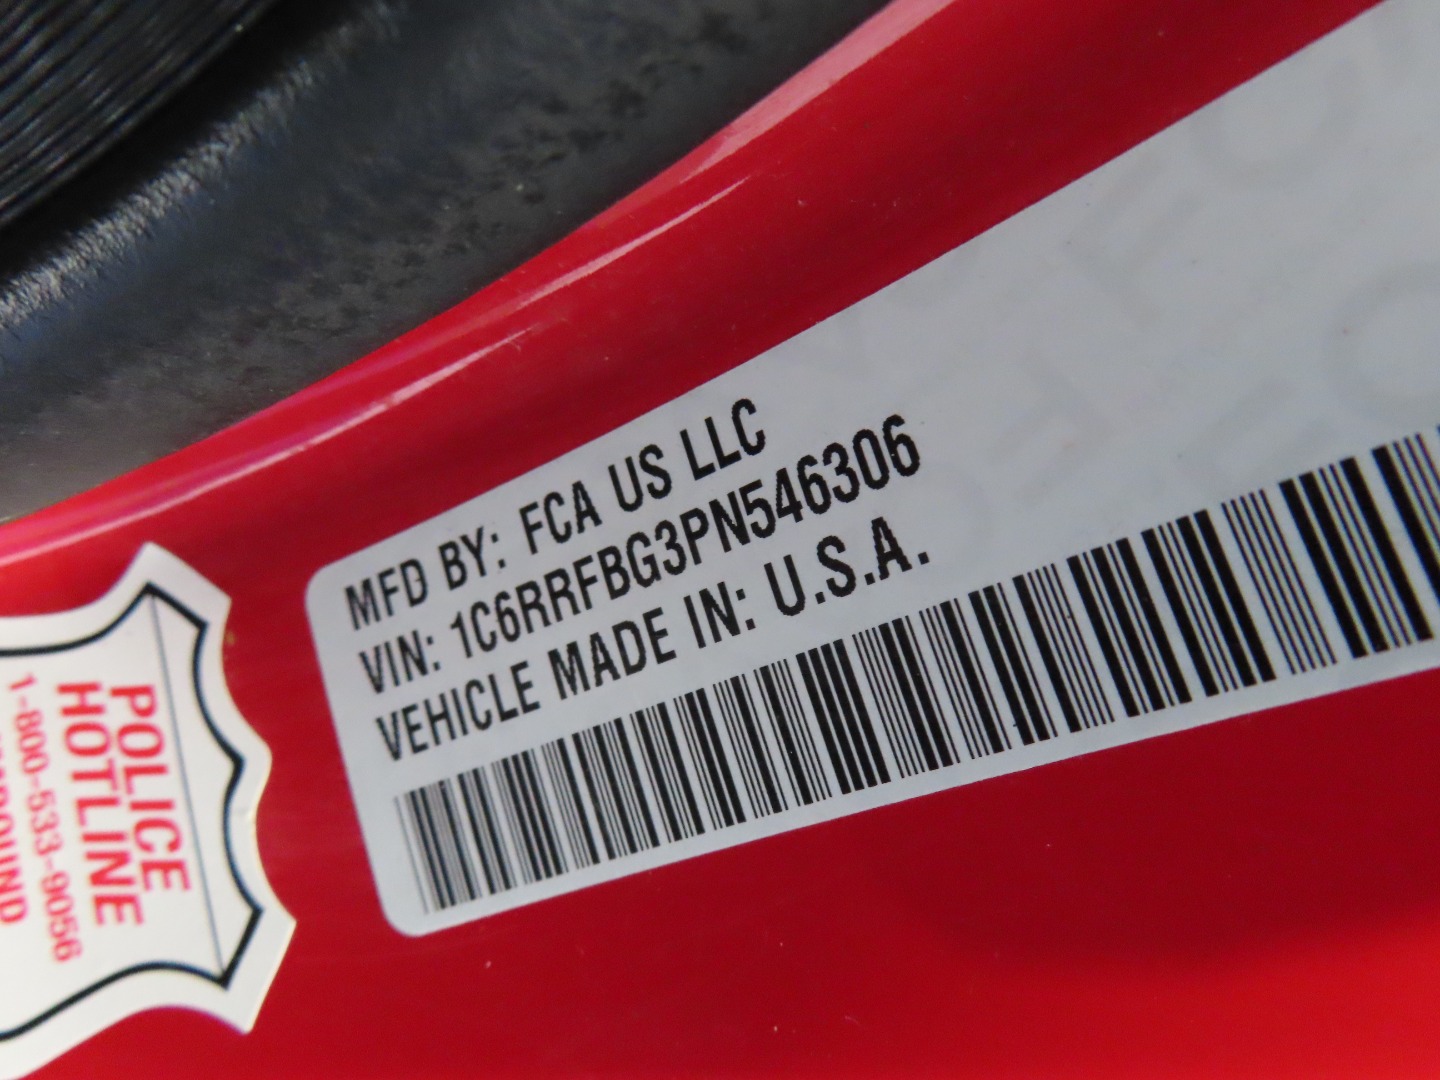 MFD BY: FCA US LLC
VIN: 1C6RRFBG3PN546306
VEHICLE MADE IN: U.S.A.
POLICE
HOTLINE
1-800-533-9056